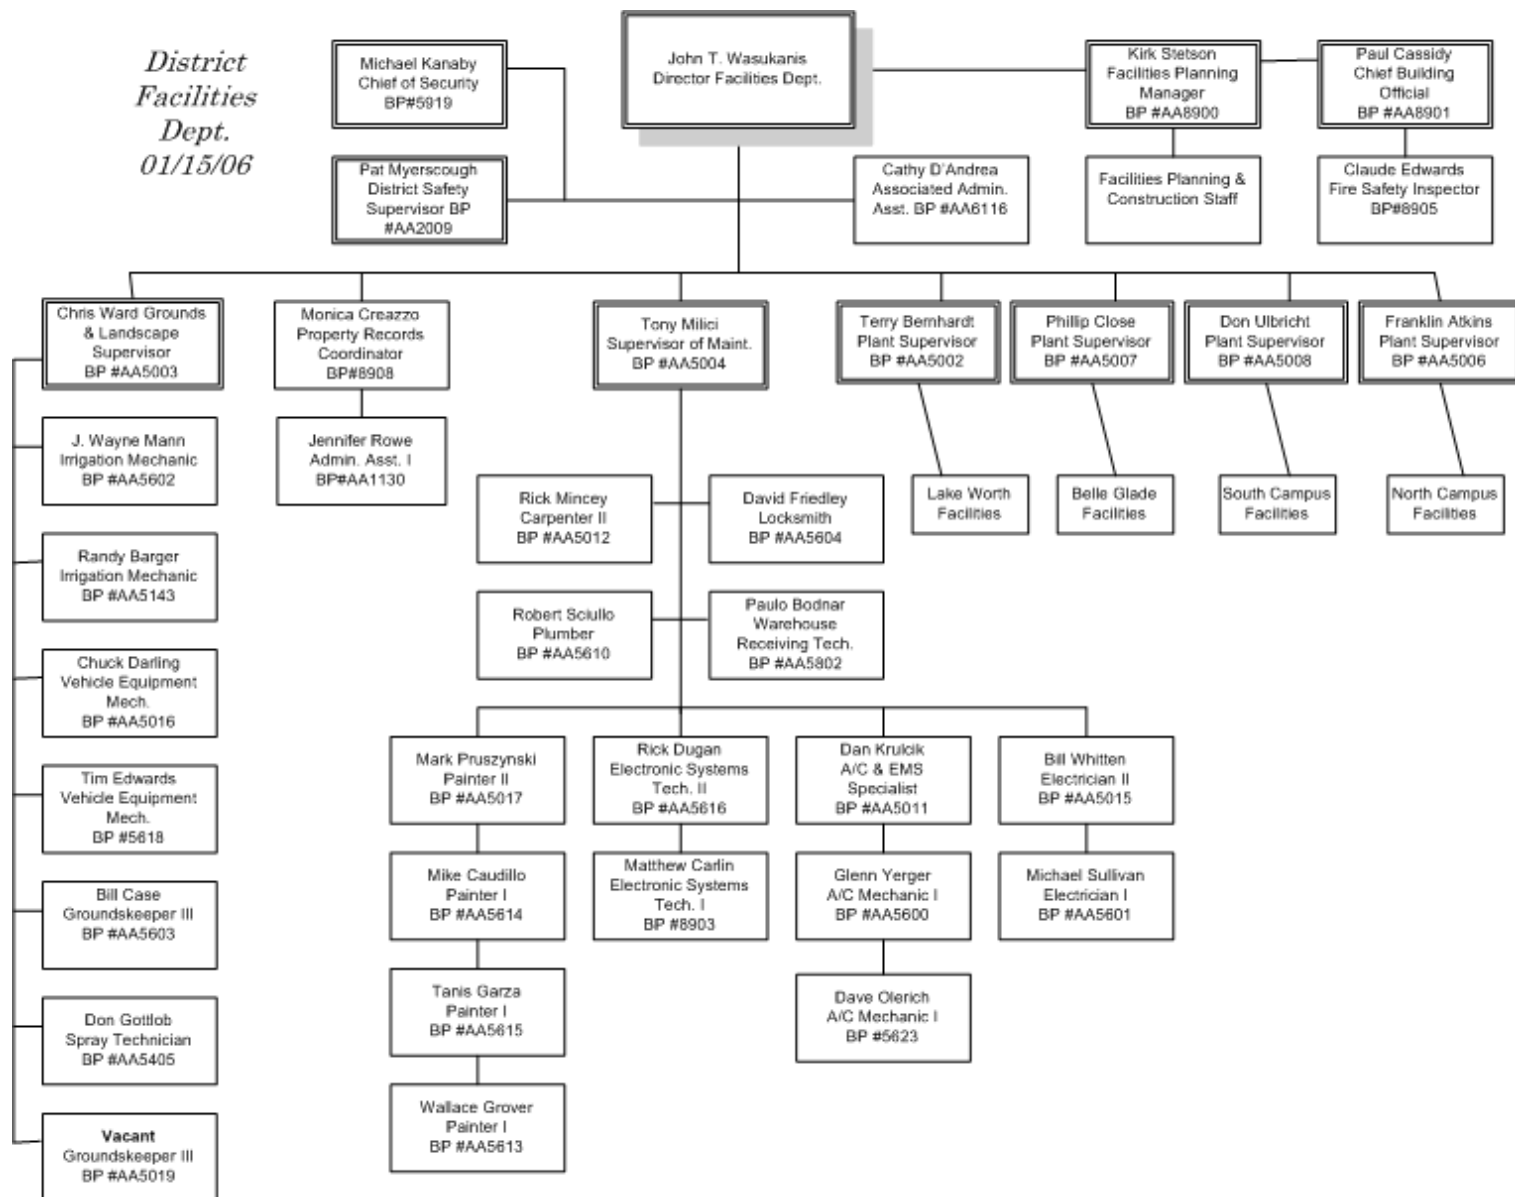 District
Facilities
Dept.
01/15/06
Michael Kanaby
Chief of Security
BP#5919
John T. Wasukanis
Director Facilities Dept.
Kirk Stetson
Facilities Planning
Manager
BP #AA8900
Paul Cassidy
Chief Building
Official
BP #AA8901
Pat Myerscough
District Safety
Supervisor BP
#AA2009
Cathy D'Andrea
Associated Admin.
Asst. BP #AA6116
Facilities Planning &
Construction Staff
Claude Edwards
Fire Safety Inspector
BP#8905
Chris Ward Grounds
& Landscape
Supervisor
BP #AA5003
Monica Creazzo
Property Records
Coordinator
BP#8908
Tony Milici
Supervisor of Maint.
BP #AA5004
Terry Bernhardt
Plant Supervisor
BP #AA5002
Phillip Close
Plant Supervisor
BP #AA5007
Don Ulbricht
Plant Supervisor
BP #AA5008
Franklin Atkins
Plant Supervisor
BP #AA5006
J. Wayne Mann
Irrigation Mechanic
BP #AA5602
Jennifer Rowe
Admin. Asst. I
BP#AA1130
Rick Mincey
Carpenter II
BP #AA5012
David Friedley
Locksmith
BP #AA5604
Lake Worth
Facilities
Belle Glade
Facilities
South Campus
Facilities
North Campus
Facilities
Randy Barger
Irrigation Mechanic
BP #AA5143
Robert Sciullo
Plumber
BP #AA5610
Paulo Bodnar
Warehouse
Receiving Tech.
BP #AA5802
Chuck Darling
Vehicle Equipment
Mech.
BP #AA5016
Mark Pruszynski
Painter II
BP #AA5017
Rick Dugan
Electronic Systems
Tech. II
BP #AA5616
Dan Krulcik
A/C & EMS
Specialist
BP #AA5011
Bill Whitten
Electrician II
BP #AA5015
Tim Edwards
Vehicle Equipment
Mech.
BP #5618
Mike Caudillo
Painter I
BP #AA5614
Matthew Carlin
Electronic Systems
Tech. I
BP #8903
Glenn Yerger
A/C Mechanic I
BP #AA5600
Michael Sullivan
Electrician I
BP #AA5601
Bill Case
Groundskeeper III
BP #AA5603
Tanis Garza
Painter I
BP #AA5615
Dave Olerich
A/C Mechanic I
BP #5623
Don Gottlob
Spray Technician
BP #AA5405
Wallace Grover
Painter I
BP #AA5613
Vacant
Groundskeeper III
BP #AA5019